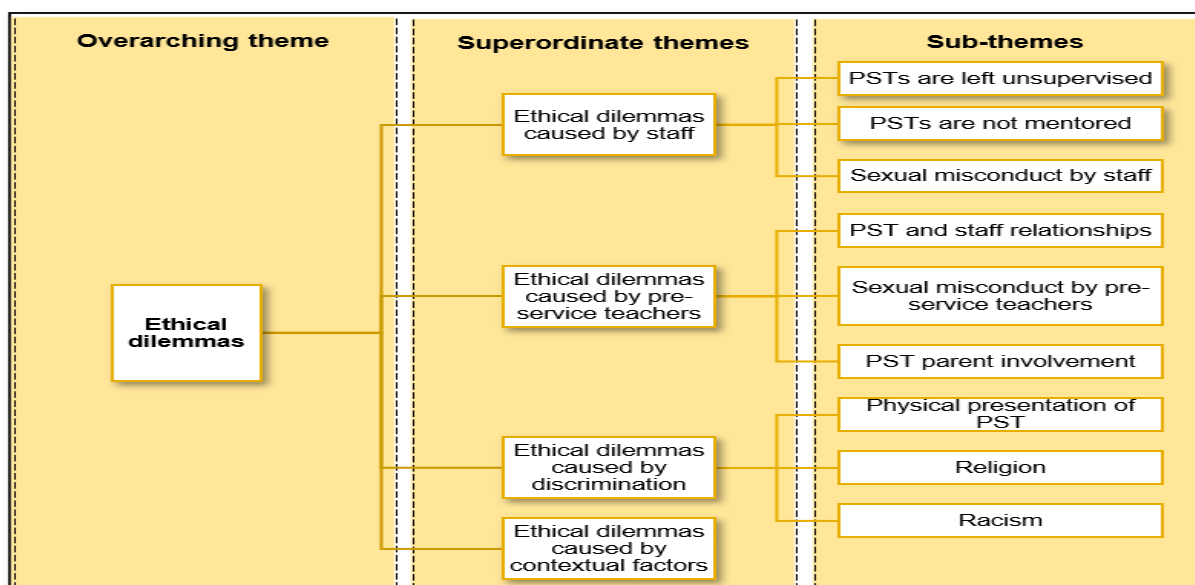 Overarching theme
Superordinate themes
Sub-themes
Ethical
dilemmas
Ethical dilemmas
caused by staff
Ethical dilemmas
caused by pre-
service teachers
Ethical dilemmas
caused by
discrimination
Ethical dilemmas
caused by
contextual factors
PSTs are left unsupervised
PSTs are not mentored
Sexual misconduct by staff
PST and staff relationships
Sexual misconduct by pre-
service teachers
PST parent involvement
Physical presentation of
PST
Religion
Racism